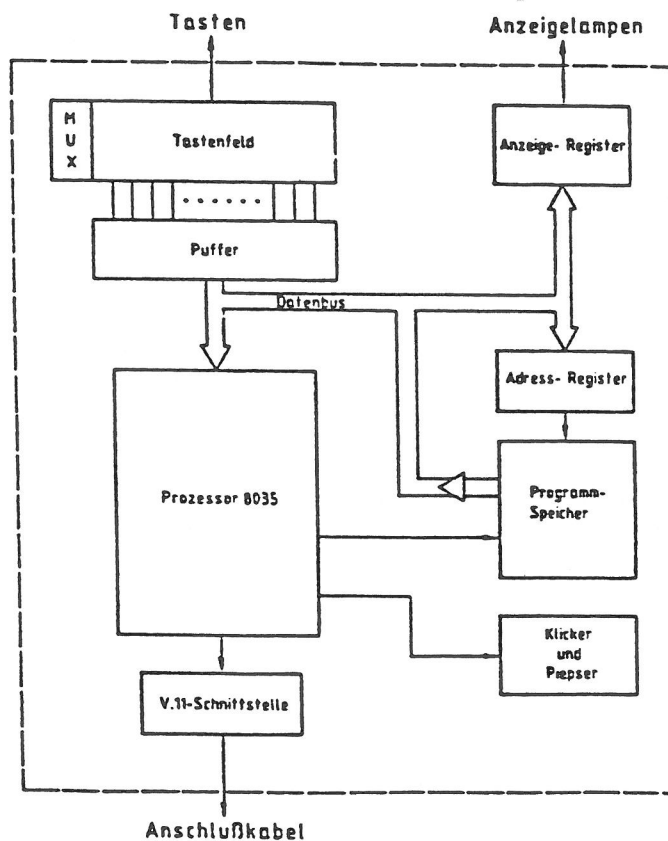 Tasten
Anzeigelampen
M
U
X
Tastenfeld
Anzeige-Register
Puffer
Datenbus
Adress-Register
Prozessor 8035
Programm-
Speicher
Klicker
und
Piepser
V.11-Schnittstelle
Anschlußkabel